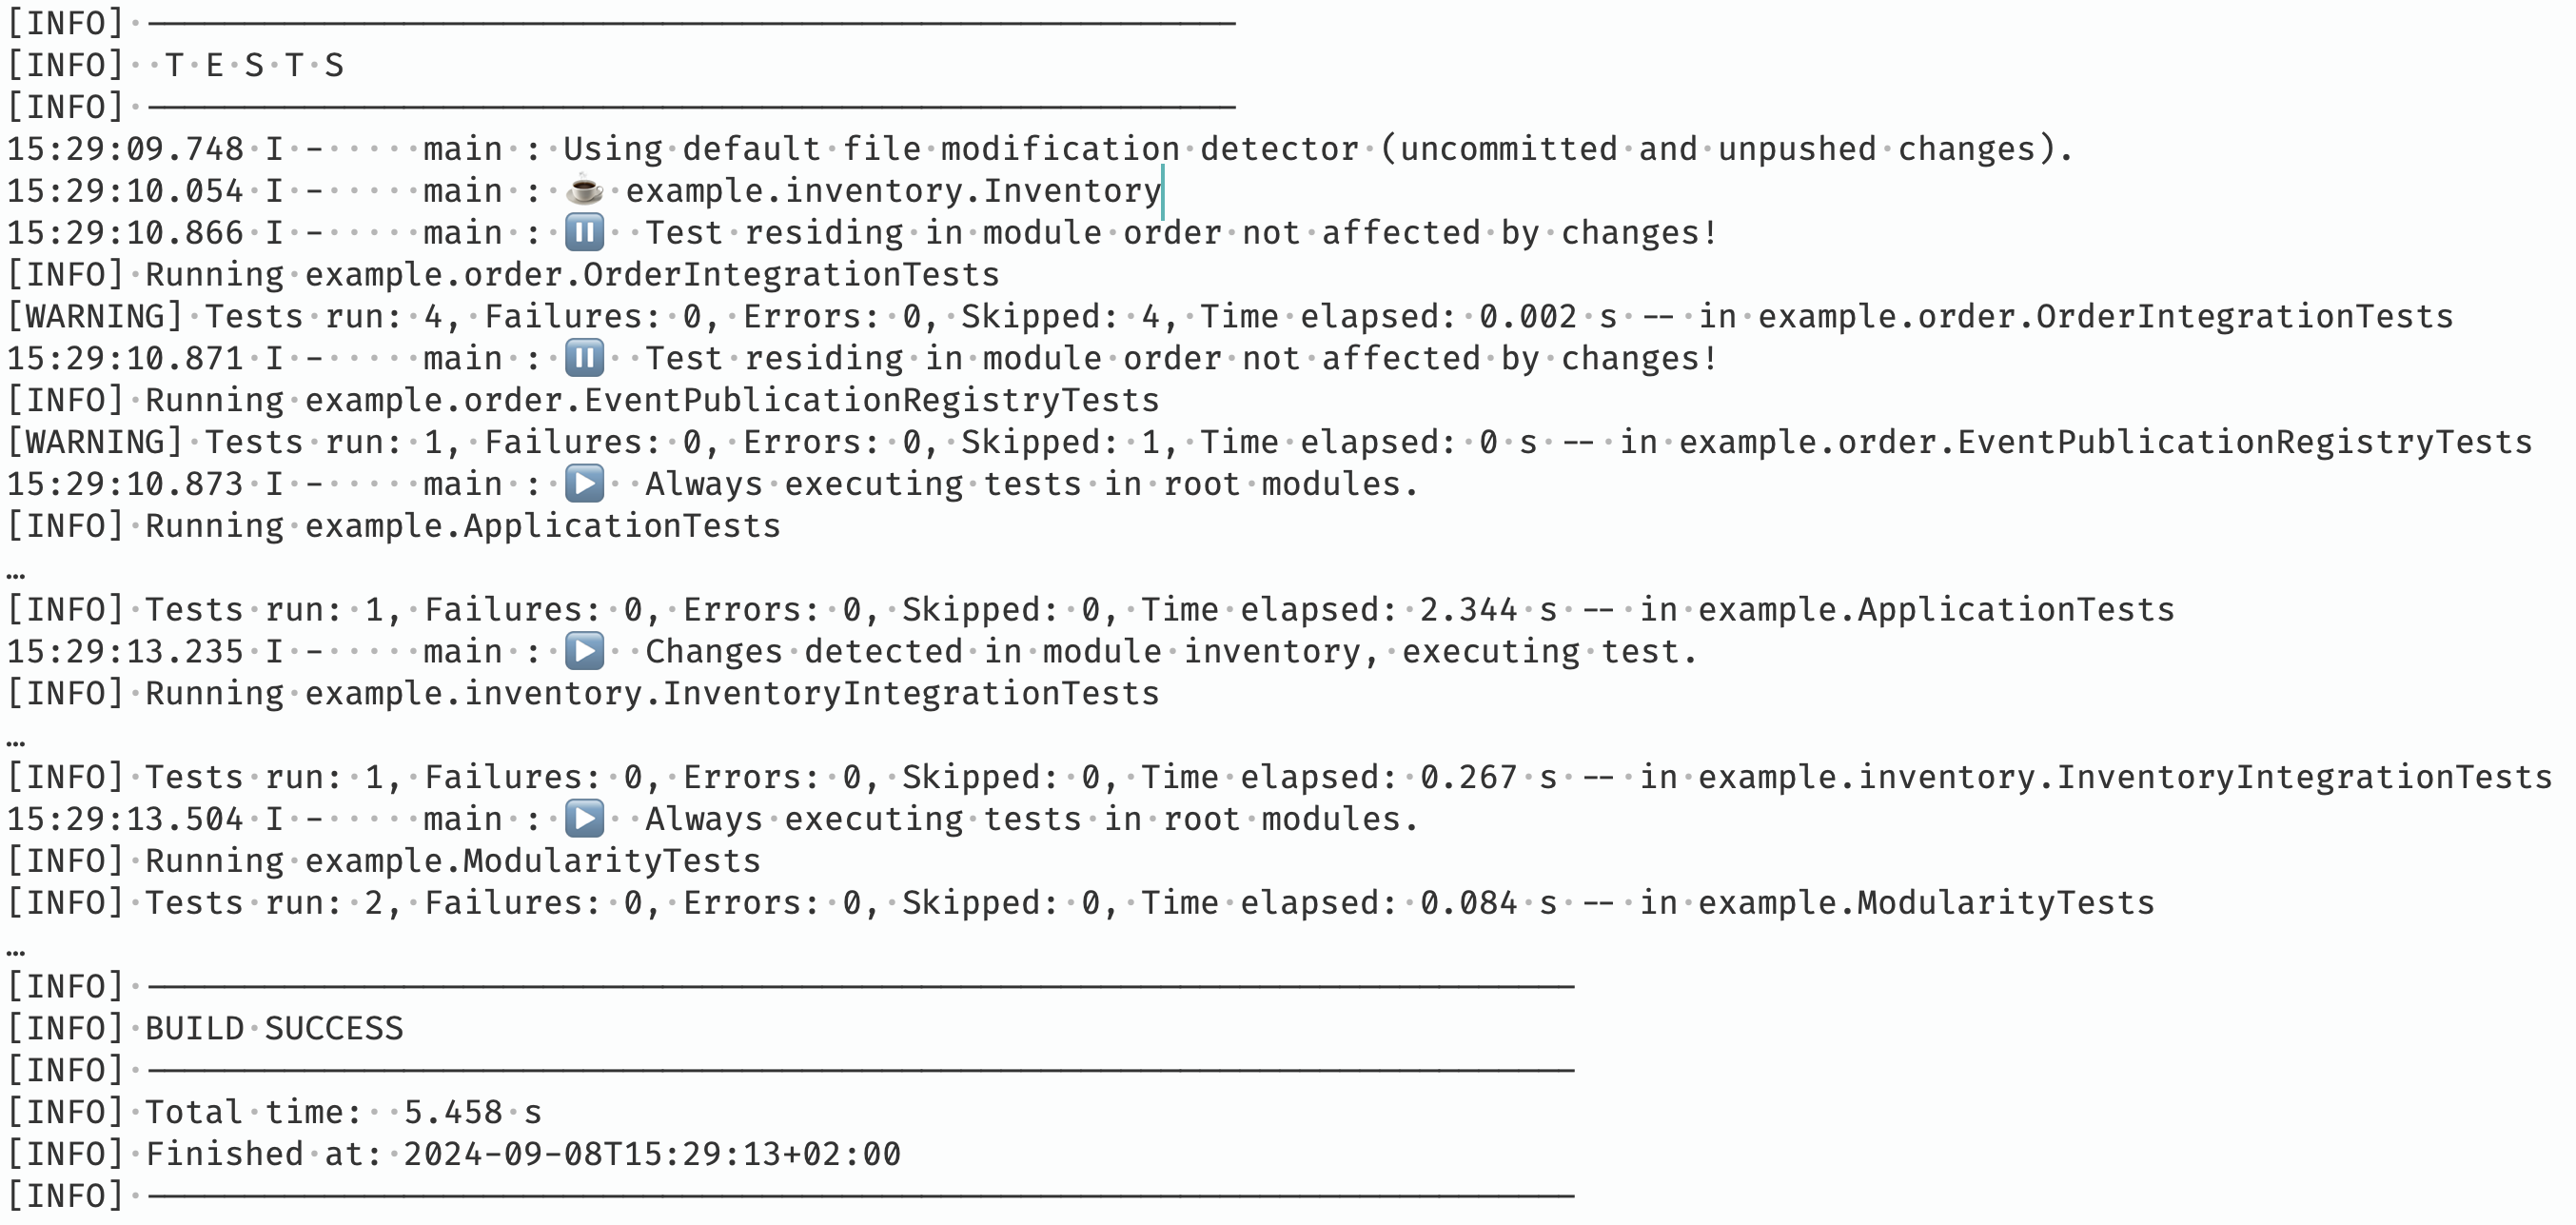 [INFO] ------------------------------------------------------
[INFO]  T E S T S
[INFO] ------------------------------------------------------
15:29:09.748 I -     main : Using default file modification detector (uncommitted and unpushed changes).
15:29:10.054 I -     main : ☕ example.inventory.Inventory
15:29:10.866 I -     main : ⏸️  Test residing in module order not affected by changes!
[INFO] Running example.order.OrderIntegrationTests
[WARNING] Tests run: 4, Failures: 0, Errors: 0, Skipped: 4, Time elapsed: 0.002 s -- in example.order.OrderIntegrationTests
15:29:10.871 I -     main : ⏸️  Test residing in module order not affected by changes!
[INFO] Running example.order.EventPublicationRegistryTests
[WARNING] Tests run: 1, Failures: 0, Errors: 0, Skipped: 1, Time elapsed: 0 s -- in example.order.EventPublicationRegistryTests
15:29:10.873 I -     main : ▶️  Always executing tests in root modules.
[INFO] Running example.ApplicationTests
…
[INFO] Tests run: 1, Failures: 0, Errors: 0, Skipped: 0, Time elapsed: 2.344 s -- in example.ApplicationTests
15:29:13.235 I -     main : ▶️  Changes detected in module inventory, executing test.
[INFO] Running example.inventory.InventoryIntegrationTests
…
[INFO] Tests run: 1, Failures: 0, Errors: 0, Skipped: 0, Time elapsed: 0.267 s -- in example.inventory.InventoryIntegrationTests
15:29:13.504 I -     main : ▶️  Always executing tests in root modules.
[INFO] Running example.ModularityTests
[INFO] Tests run: 2, Failures: 0, Errors: 0, Skipped: 0, Time elapsed: 0.084 s -- in example.ModularityTests
…
[INFO] ------------------------------------------------------------------------
[INFO] BUILD SUCCESS
[INFO] ------------------------------------------------------------------------
[INFO] Total time:  5.458 s
[INFO] Finished at: 2024-09-08T15:29:13+02:00
[INFO] ------------------------------------------------------------------------